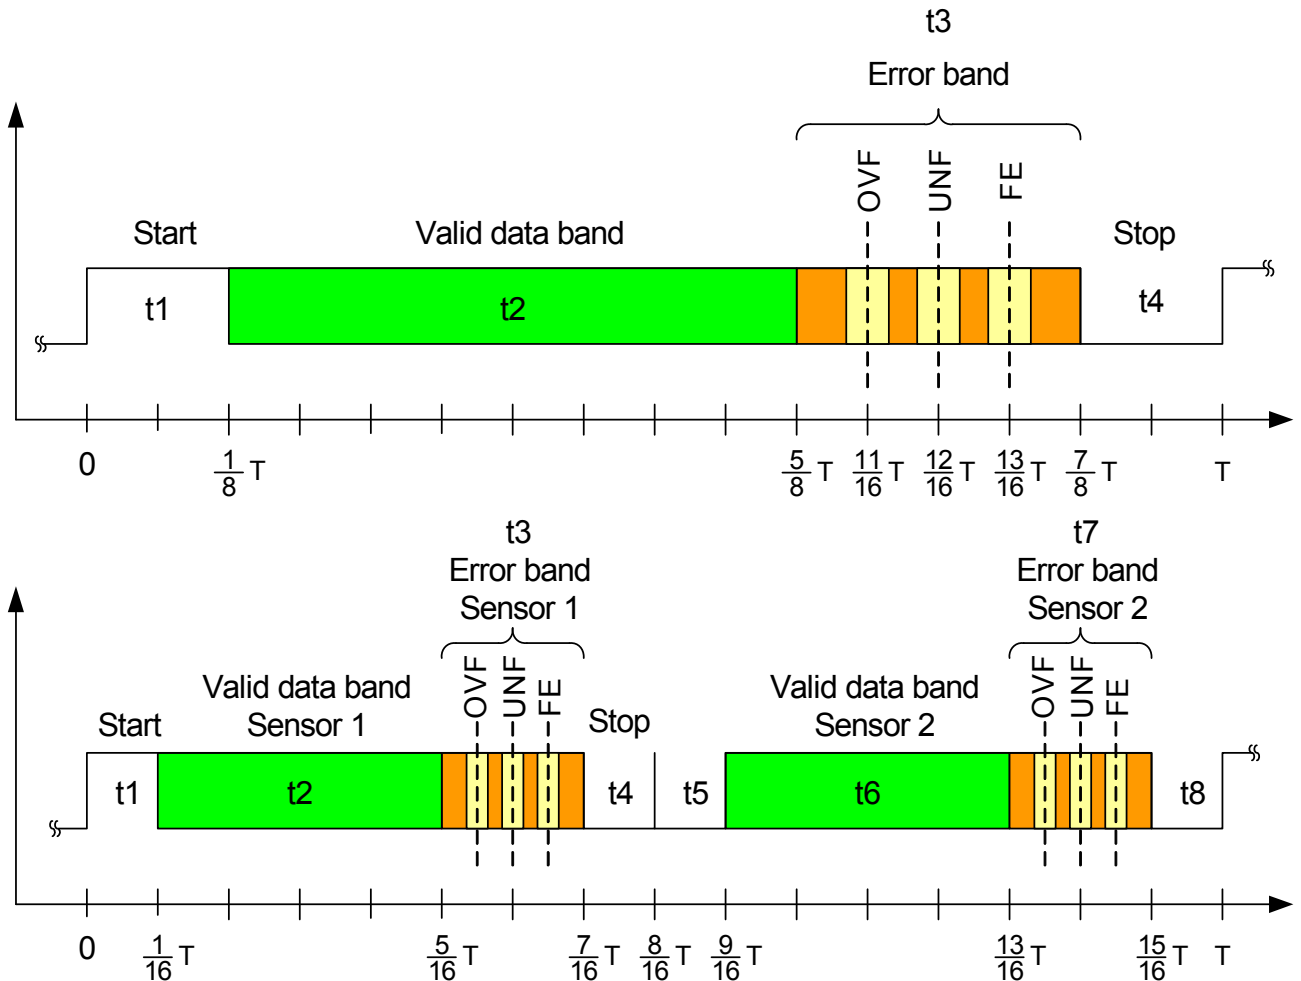 t3
Error band
OVF
UNF
FE
Start
Valid data band
Stop
t1
t2
t4
0
1/8 T
5/8 T
11/16 T
12/16 T
13/16 T
7/8 T
T
t3
Error band
Sensor 1
t7
Error band
Sensor 2
OVF
UNF
FE
OVF
UNF
FE
Start
Valid data band
Sensor 1
Stop
Valid data band
Sensor 2
t1
t2
t4
t5
t6
t8
0
1/16 T
5/16 T
7/16 T
8/16 T
9/16 T
13/16 T
15/16 T
T